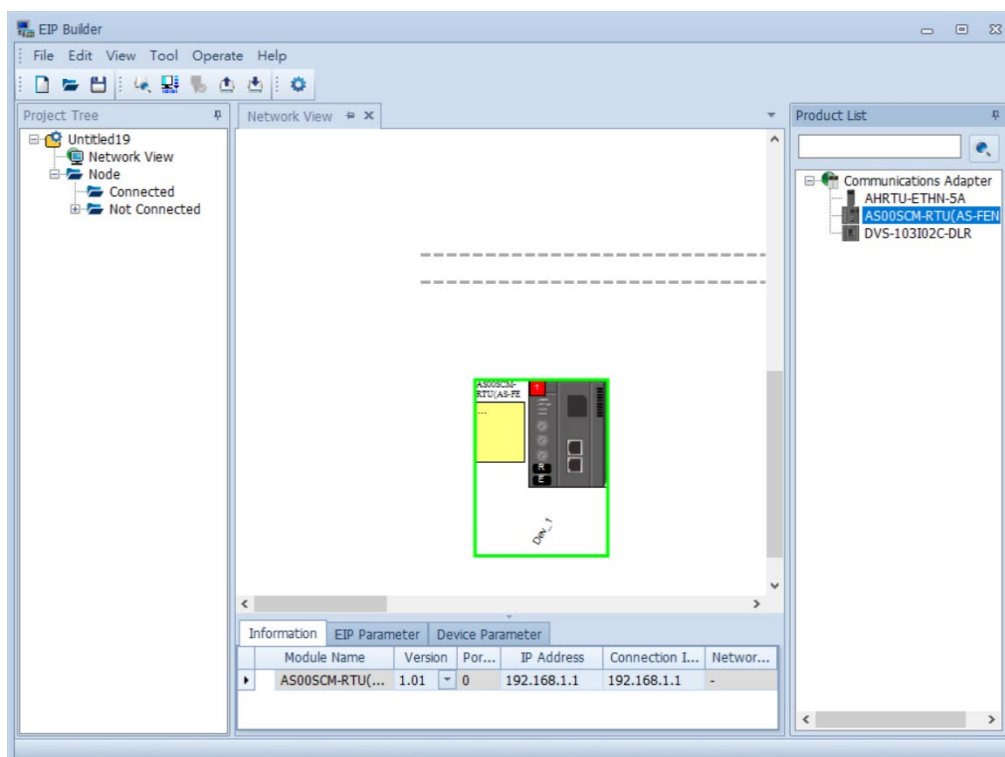 EIP Builder
File Edit View Tool Operate Help
Project Tree
Untitled19
Network View
Node
Connected
Not Connected
Network View
AS00SCM-
RTU(AS-FE
...
1
R
E
Dev_1
Information EIP Parameter Device Parameter
Module Name Version Por... IP Address Connection I... Networ...
AS00SCM-RTU(... 1.01 0 192.168.1.1 192.168.1.1 -
Product List
Communications Adapter
AHRTU-ETHN-5A
AS00SCM-RTU(AS-FEN
DVS-103I02C-DLR